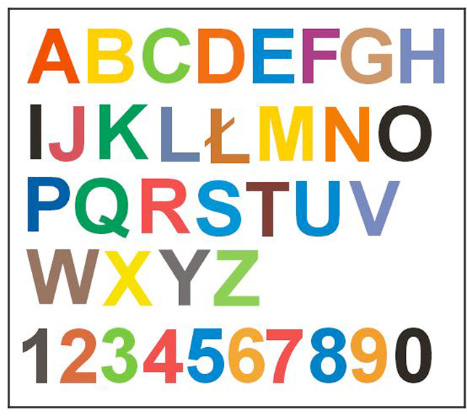 ABCDEFGH
IJKLŁMNO
PQRSTUV
WXYZ
1234567890